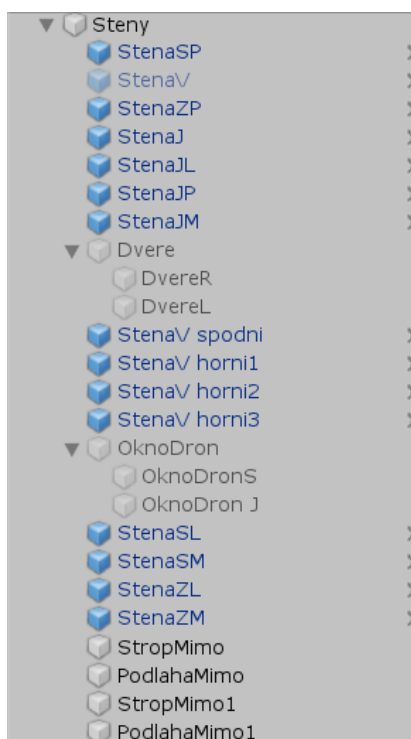 Steny
StenaSP
StenaV
StenaZP
StenaJ
StenaJL
StenaJP
StenaJM
Dvere
DvereR
DvereL
StenaV spodni
StenaV horni1
StenaV horni2
StenaV horni3
OknoDron
OknoDronS
OknoDron J
StenaSL
StenaSM
StenaZL
StenaZM
StropMimo
PodlahaMimo
StropMimo1
PodlahaMimo1